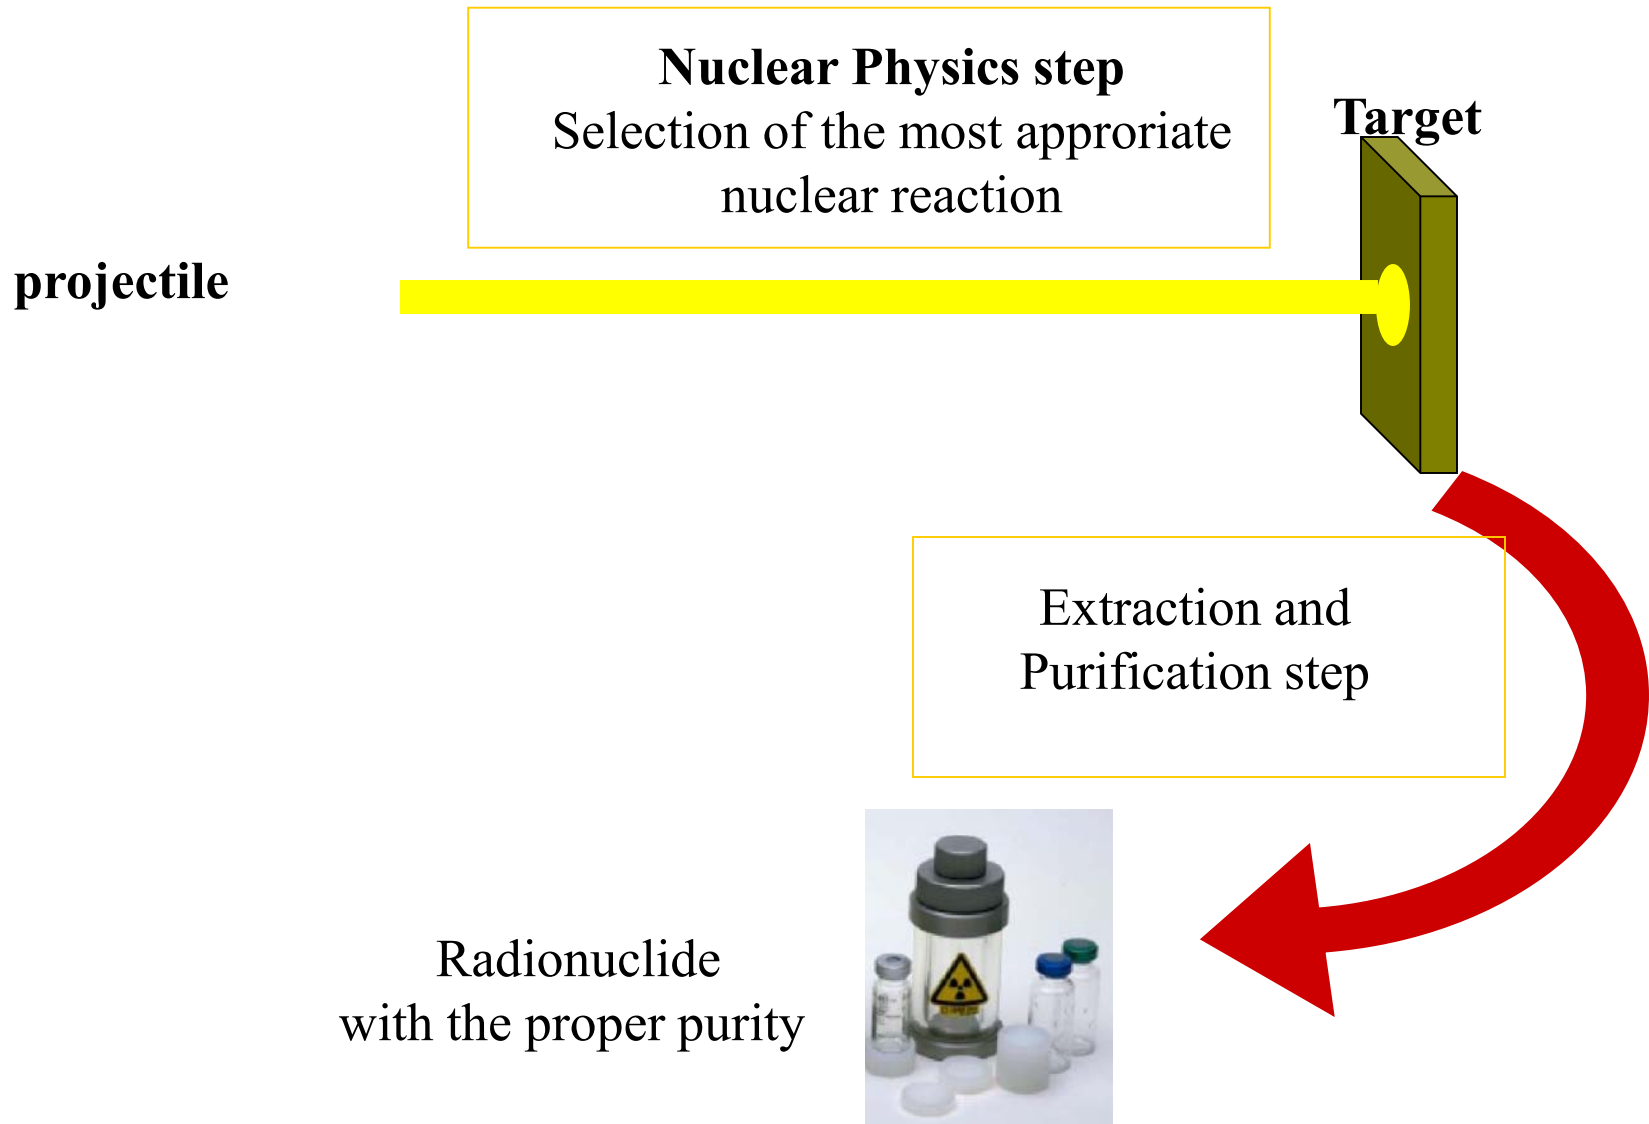 Nuclear Physics step
Selection of the most approriate
nuclear reaction
Target
projectile
Extraction and
Purification step
Radionuclide
with the proper purity